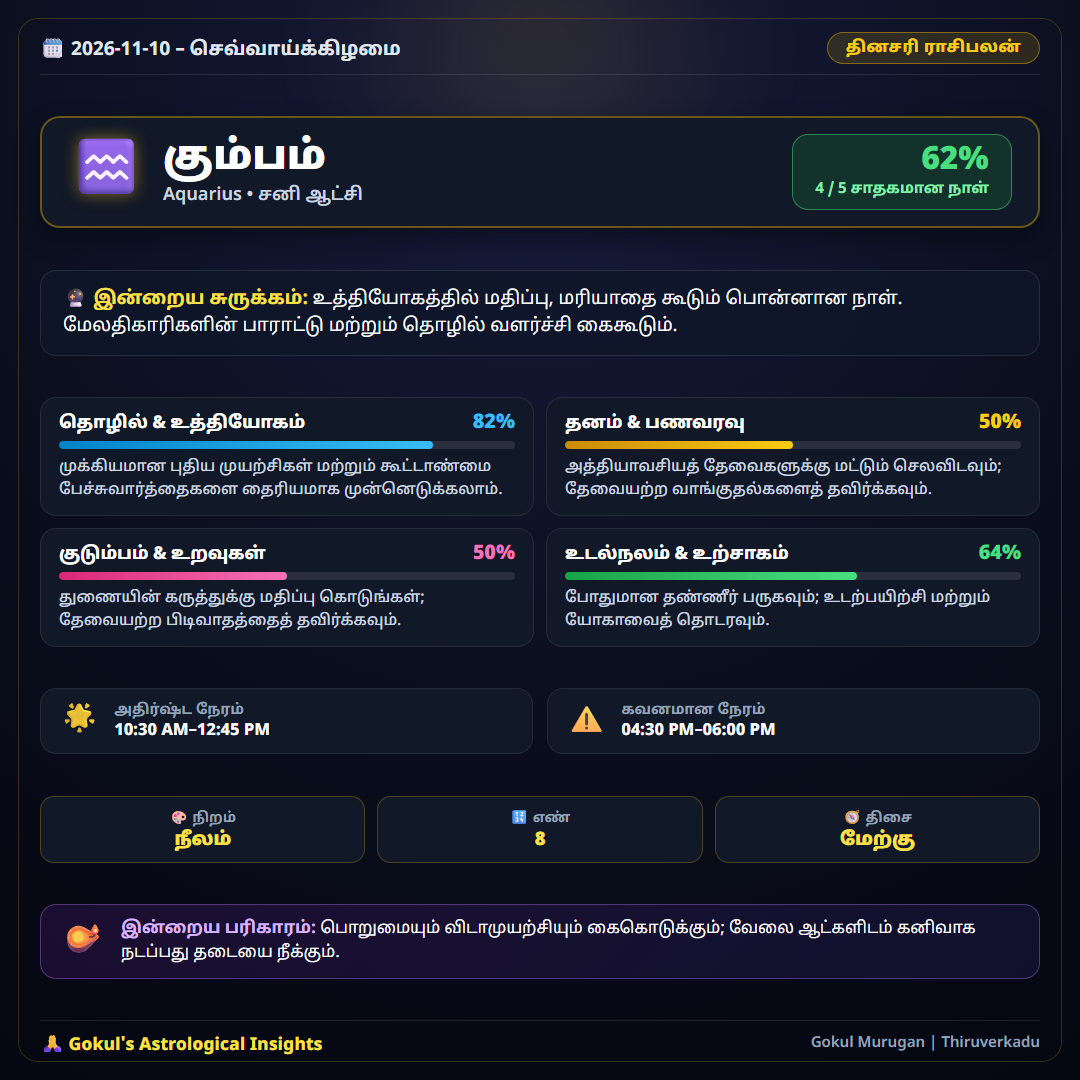 2026-11-10 – செவ்வாய்க்கிழமை
தினசரி ராசிபலன்
கும்பம்
Aquarius • சனி ஆட்சி
62%
4 / 5 சாதகமான நாள்
இன்றைய சுருக்கம்: உத்தியோகத்தில் மதிப்பு, மரியாதை கூடும் பொன்னான நாள்.
மேலதிகாரிகளின் பாராட்டு மற்றும் தொழில் வளர்ச்சி கைகூடும்.
தொழில் & உத்தியோகம் 82%
முக்கியமான புதிய முயற்சிகள் மற்றும் கூட்டாண்மை
பேச்சுவார்த்தைகளை தைரியமாக முன்னெடுக்கலாம்.
தனம் & பணவரவு 50%
அத்தியாவசியத் தேவைகளுக்கு மட்டும் செலவிடவும்;
தேவையற்ற வாங்குதல்களைத் தவிர்க்கவும்.
குடும்பம் & உறவுகள் 50%
துணையின் கருத்துக்கு மதிப்பு கொடுங்கள்;
தேவையற்ற பிடிவாதத்தைத் தவிர்க்கவும்.
உடல்நலம் & உற்சாகம் 64%
போதுமான தண்ணீர் பருகவும்; உடற்பயிற்சி மற்றும்
யோகாவைத் தொடரவும்.
அதிர்ஷ்ட நேரம்
10:30 AM–12:45 PM
கவனமான நேரம்
04:30 PM–06:00 PM
நிறம்
நீலம்
எண்
8
திசை
மேற்கு
இன்றைய பரிகாரம்: பொறுமையும் விடாமுயற்சியும் கைகொடுக்கும்; வேலை ஆட்களிடம் கனிவாக
நடப்பது தடையை நீக்கும்.
Gokul's Astrological Insights
Gokul Murugan | Thiruverkadu